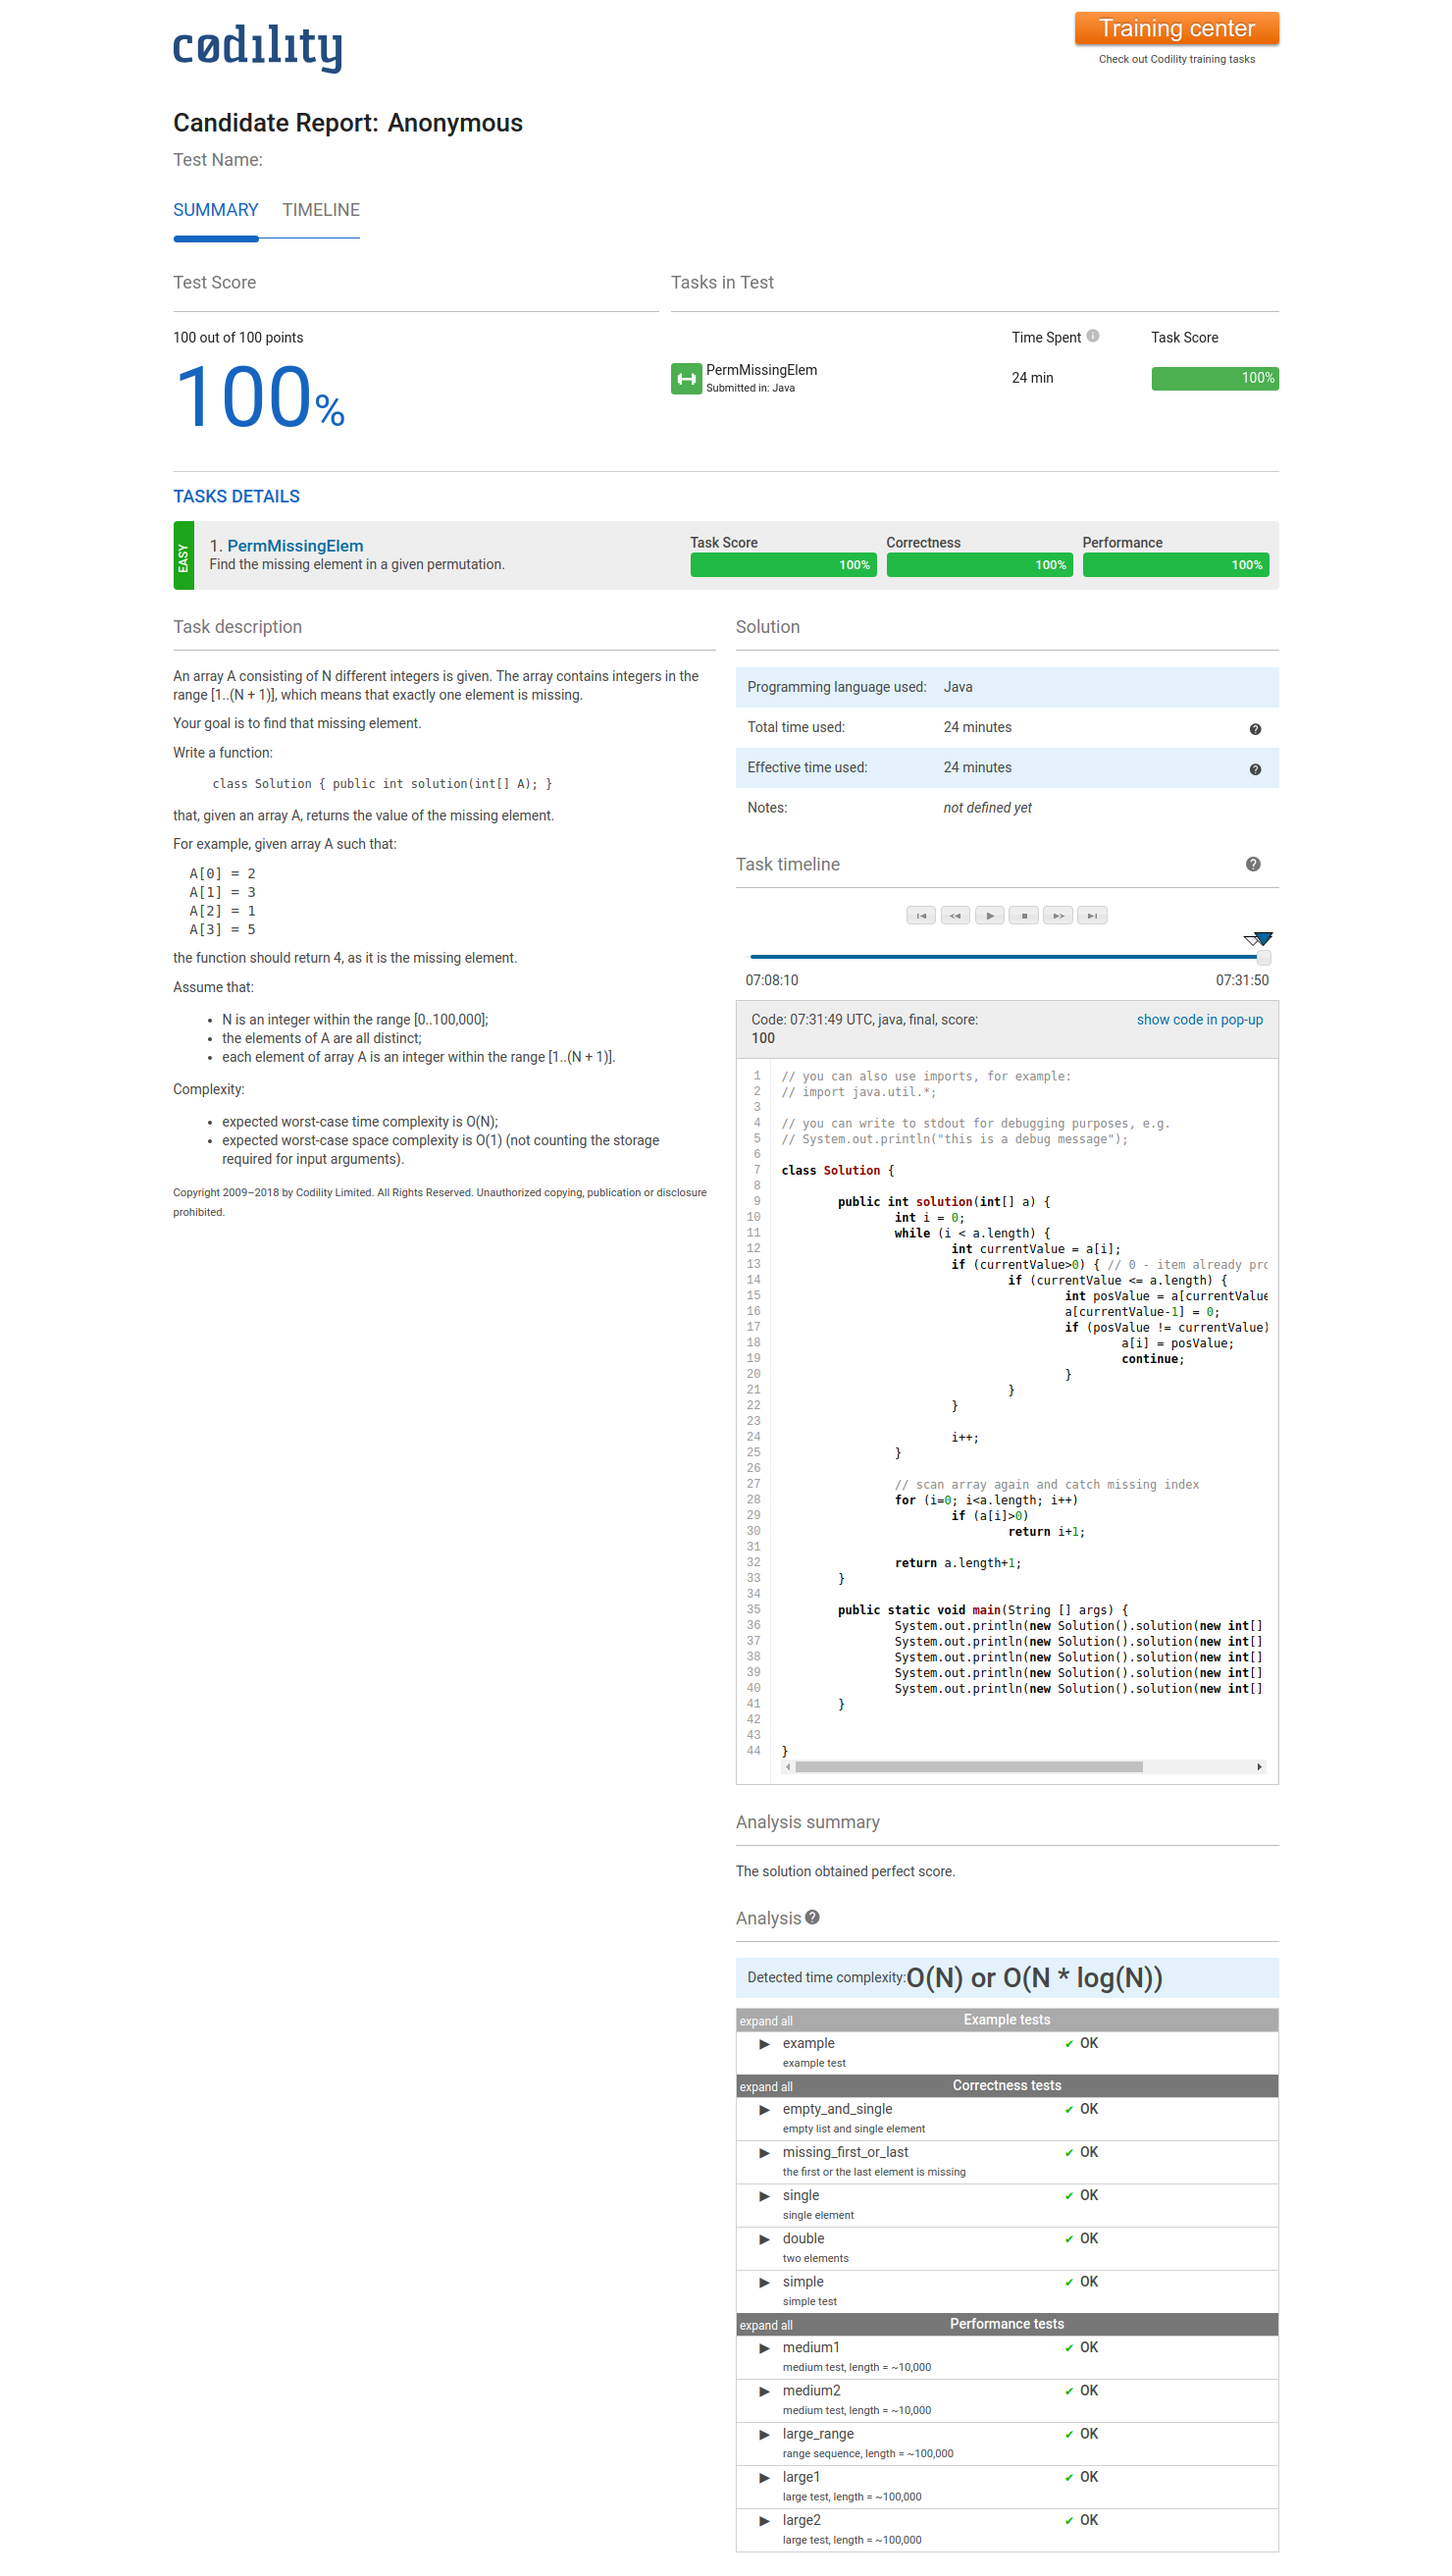 cødility
Training center
Check out Codility training tasks
Candidate Report: Anonymous
Test Name:
SUMMARY TIMELINE
Test Score
Tasks in Test
100 out of 100 points
100%
Time Spent
Task Score
PermMissingElem
Submitted in: Java
24 min
100%
TASKS DETAILS
EASY
1. PermMissingElem
Find the missing element in a given permutation.
Task Score
100%
Correctness
100%
Performance
100%
Task description
An array A consisting of N different integers is given. The array contains integers in the
range [1..(N + 1)], which means that exactly one element is missing.
Your goal is to find that missing element.
Write a function:
class Solution { public int solution(int[] A); }
that, given an array A, returns the value of the missing element.
For example, given array A such that:
A[0] = 2
A[1] = 3
A[2] = 1
A[3] = 5
the function should return 4, as it is the missing element.
Assume that:
• N is an integer within the range [0..100,000];
• the elements of A are all distinct;
• each element of array A is an integer within the range [1..(N + 1)].
Complexity:
• expected worst-case time complexity is O(N);
• expected worst-case space complexity is O(1) (not counting the storage
required for input arguments).
Copyright 2009–2018 by Codility Limited. All Rights Reserved. Unauthorized copying, publication or disclosure
prohibited.
Solution
Programming language used: Java
Total time used: 24 minutes
Effective time used: 24 minutes
Notes: not defined yet
Task timeline
07:08:10 07:31:50
Code: 07:31:49 UTC, java, final, score:
100
show code in pop-up
1 // you can also use imports, for example:
2 // import java.util.*;
3
4 // you can write to stdout for debugging purposes, e.g.
5 // System.out.println("this is a debug message");
6
7 class Solution {
8
9 public int solution(int[] a) {
10 int i = 0;
11 while (i < a.length) {
12 int currentValue = a[i];
13 if (currentValue>0) { // 0 - item already pro
14 if (currentValue <= a.length) {
15 int posValue = a[currentValue
16 a[currentValue-1] = 0;
17 if (posValue != currentValue)
18 a[i] = posValue;
19 continue;
20 }
21 }
22 }
23
24 i++;
25 }
26
27 // scan array again and catch missing index
28 for (i=0; i<a.length; i++)
29 if (a[i]>0)
30 return i+1;
31
32 return a.length+1;
33 }
34
35 public static void main(String [] args) {
36 System.out.println(new Solution().solution(new int[]
37 System.out.println(new Solution().solution(new int[]
38 System.out.println(new Solution().solution(new int[]
39 System.out.println(new Solution().solution(new int[]
40 System.out.println(new Solution().solution(new int[]
41 }
42
43
44 }
Analysis summary
The solution obtained perfect score.
Analysis
Detected time complexity: O(N) or O(N * log(N))
expand all Example tests
example ✔ OK
example test
expand all Correctness tests
empty_and_single ✔ OK
empty list and single element
missing_first_or_last ✔ OK
the first or the last element is missing
single ✔ OK
single element
double ✔ OK
two elements
simple ✔ OK
simple test
expand all Performance tests
medium1 ✔ OK
medium test, length = ~10,000
medium2 ✔ OK
medium test, length = ~10,000
large_range ✔ OK
range sequence, length = ~100,000
large1 ✔ OK
large test, length = ~100,000
large2 ✔ OK
large test, length = ~100,000